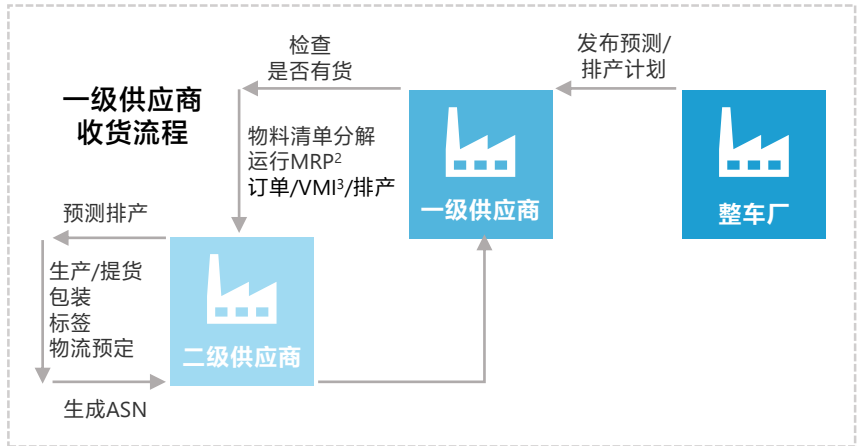 检查
是否有货
发布预测/
排产计划
一级供应商
收货流程
物料清单分解
运行MRP²
订单/VMI³/排产
一级供应商
整车厂
预测排产
生产/提货
包装
标签
物流预定
二级供应商
生成ASN